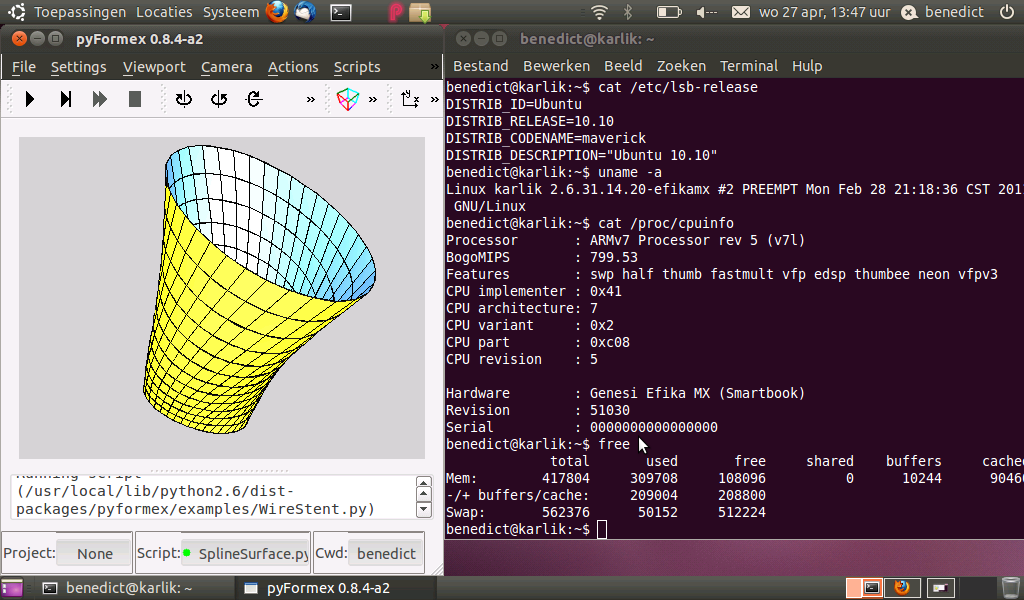 Toepassingen Locaties Systeem
wo 27 apr, 13:47 uur benedict
pyFormex 0.8.4-a2
File Settings Viewport Camera Actions Scripts »
» »  y x »
Running Script
(/usr/local/lib/python2.6/dist-
packages/pyformex/examples/WireStent.py)
Project: None Script: SplineSurface.py Cwd: benedict
benedict@karlik: ~
Bestand Bewerken Beeld Zoeken Terminal Hulp
benedict@karlik:~$ cat /etc/lsb-release
DISTRIB_ID=Ubuntu
DISTRIB_RELEASE=10.10
DISTRIB_CODENAME=maverick
DISTRIB_DESCRIPTION="Ubuntu 10.10"
benedict@karlik:~$ uname -a
Linux karlik 2.6.31.14.20-efikamx #2 PREEMPT Mon Feb 28 21:18:36 CST 201
GNU/Linux
benedict@karlik:~$ cat /proc/cpuinfo
Processor : ARMv7 Processor rev 5 (v7l)
BogoMIPS : 799.53
Features : swp half thumb fastmult vfp edsp thumbee neon vfpv3
CPU implementer : 0x41
CPU architecture: 7
CPU variant : 0x2
CPU part : 0xc08
CPU revision : 5
Hardware : Genesi Efika MX (Smartbook)
Revision : 51030
Serial : 0000000000000000
benedict@karlik:~$ free
total used free shared buffers cache
Mem: 417804 309708 108096 0 10244 9046
-/+ buffers/cache: 209004 208800
Swap: 562376 50152 512224
benedict@karlik:~$
benedict@karlik: ~ pyFormex 0.8.4-a2